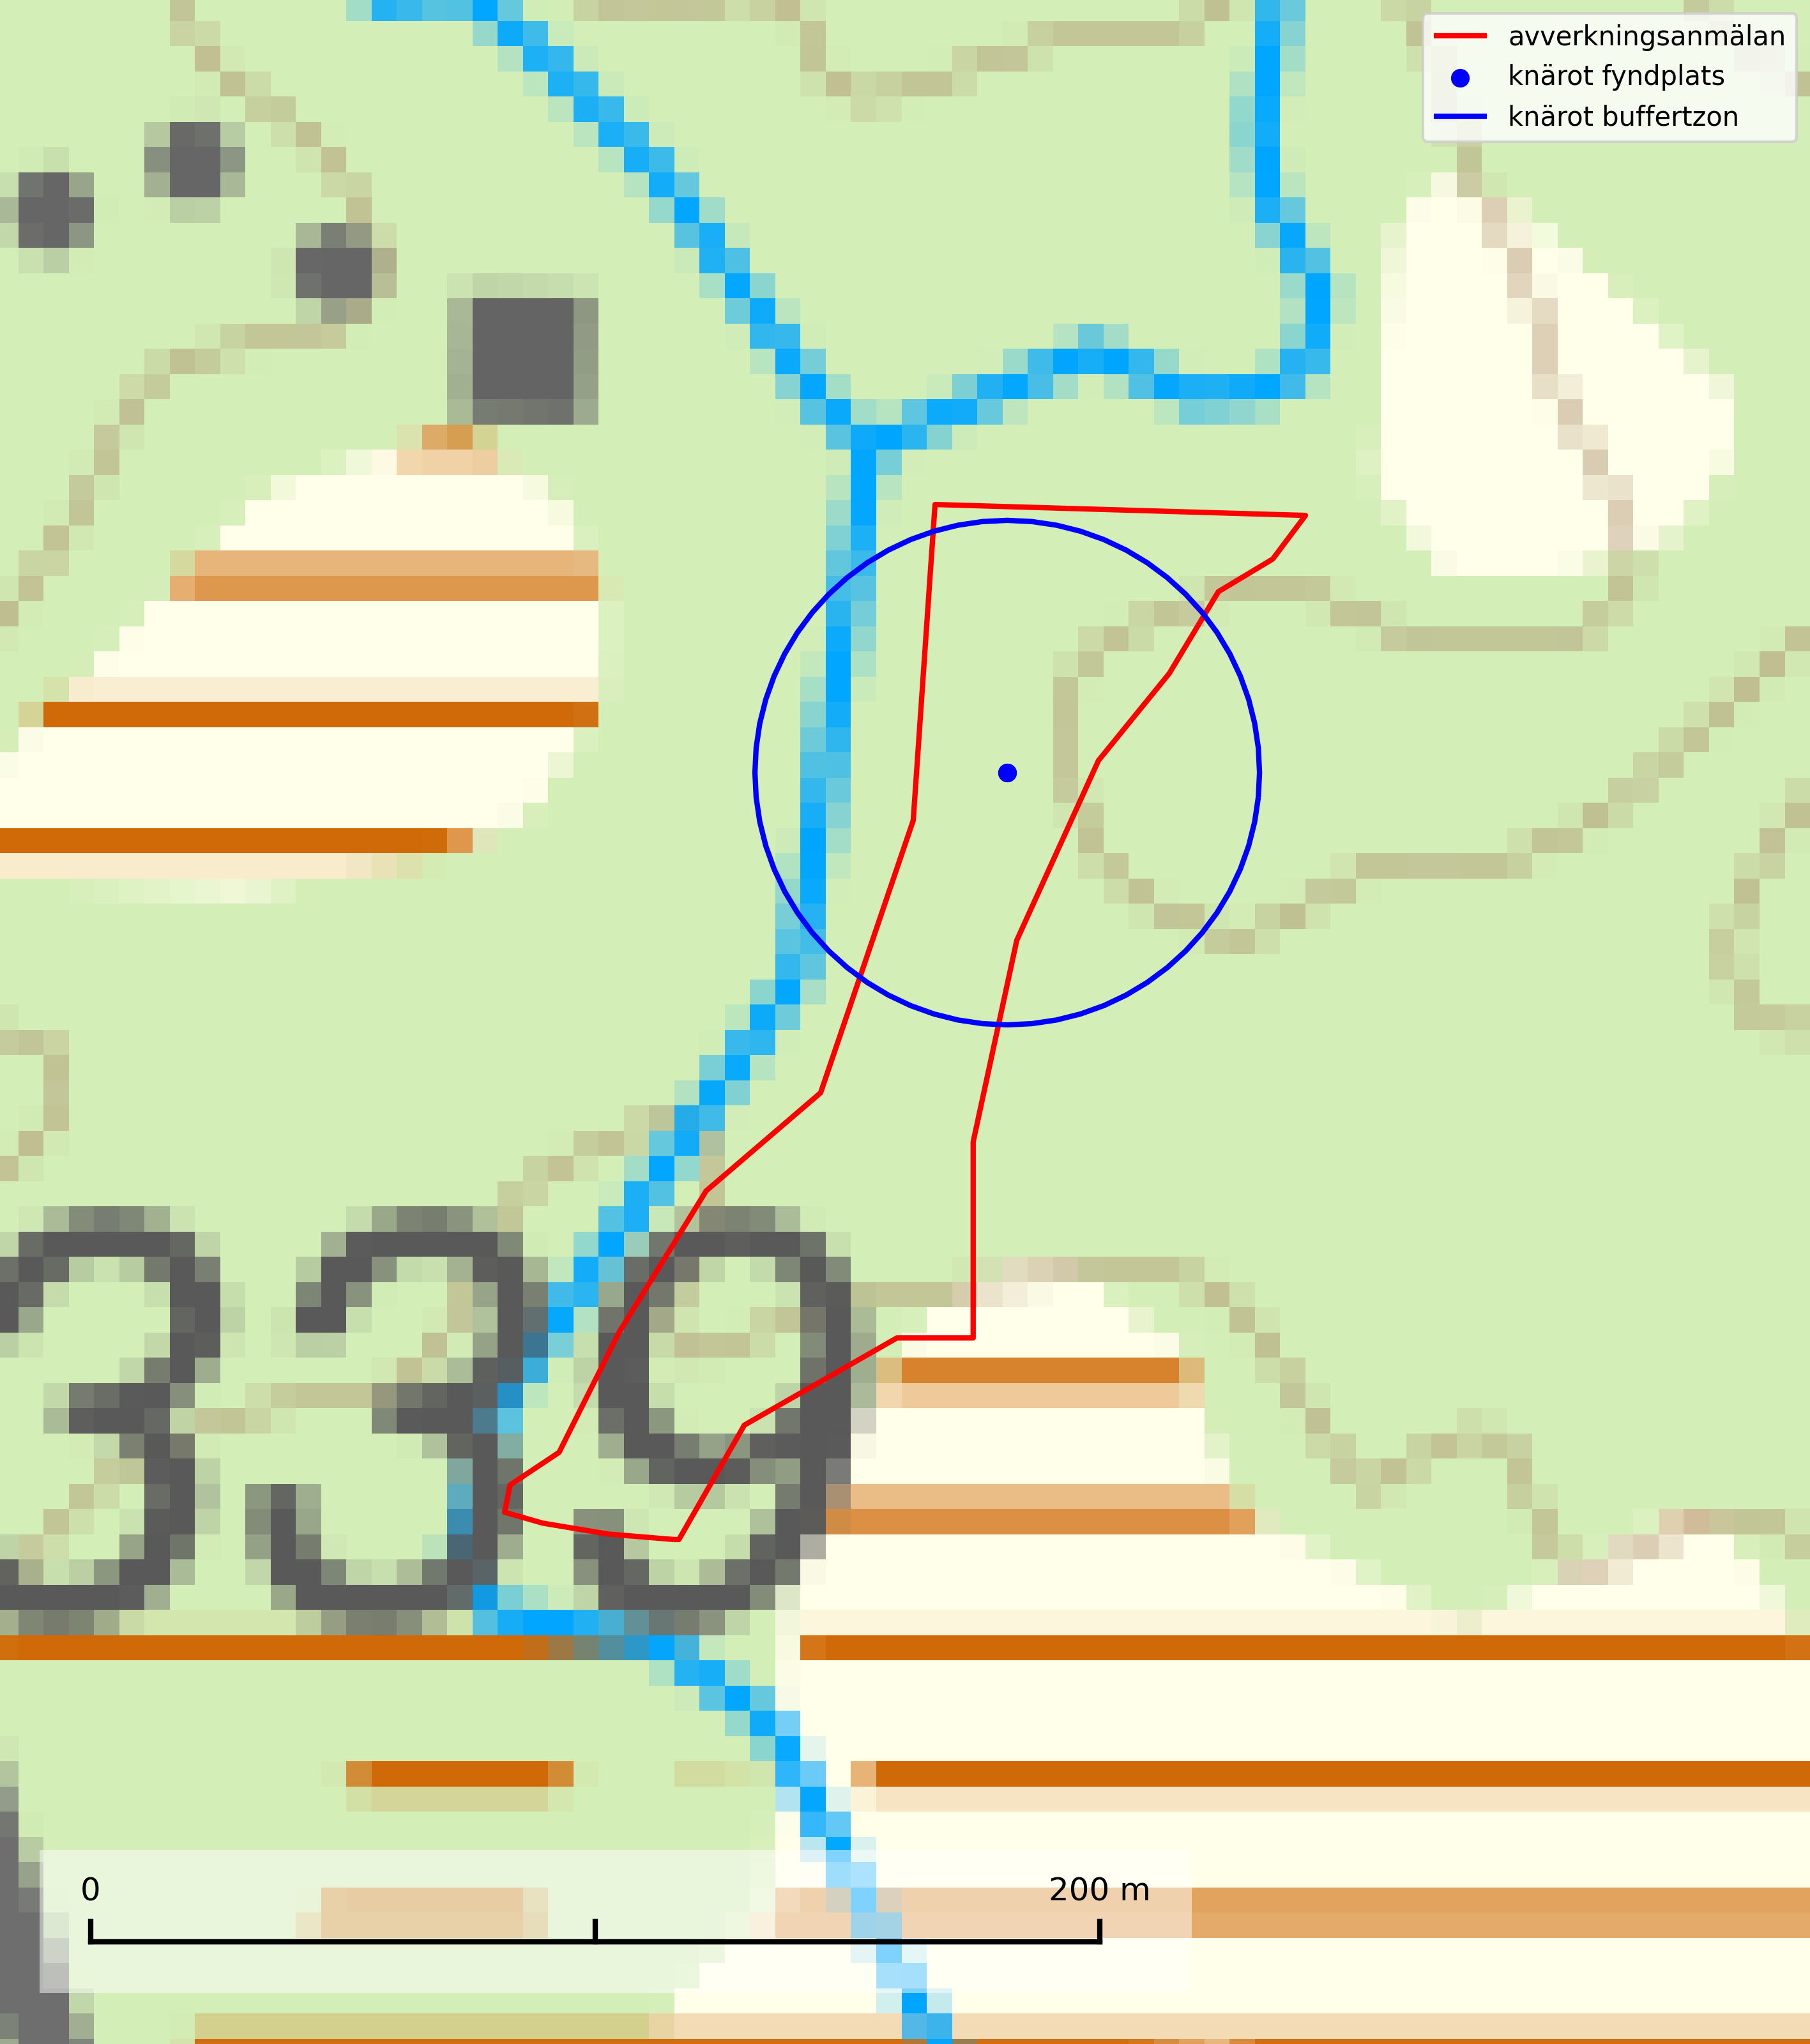 avverkningsanmälan
knärot fyndplats
knärot buffertzon
339
0 200 m